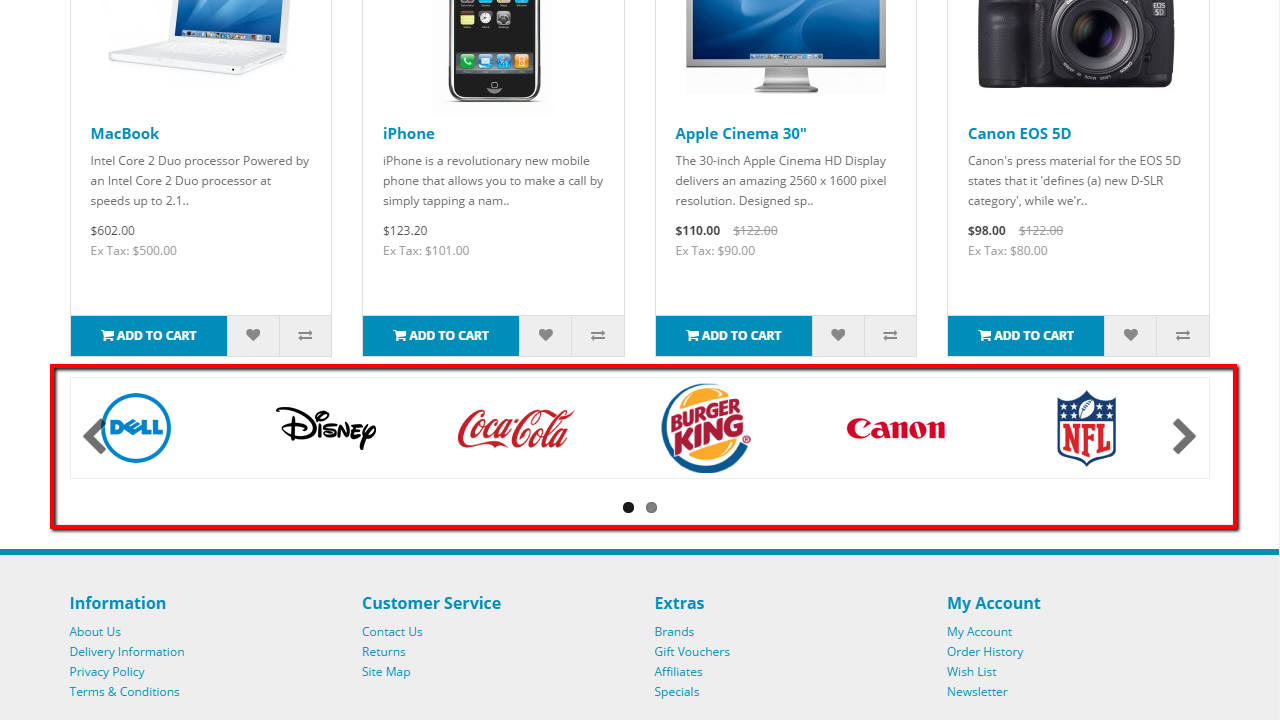 MacBook
Intel Core 2 Duo processor Powered by
an Intel Core 2 Duo processor at
speeds up to 2.1..
$602.00
Ex Tax: $500.00
ADD TO CART
iPhone
iPhone is a revolutionary new mobile
phone that allows you to make a call by
simply tapping a nam..
$123.20
Ex Tax: $101.00
ADD TO CART
Apple Cinema 30"
The 30-inch Apple Cinema HD Display
delivers an amazing 2560 x 1600 pixel
resolution. Designed sp..
$110.00 $122.00
Ex Tax: $90.00
ADD TO CART
EOS
5D
Canon EOS 5D
Canon's press material for the EOS 5D
states that it 'defines (a) new D-SLR
category', while we'r..
$98.00 $122.00
Ex Tax: $80.00
ADD TO CART
DELL
Disney
Coca-Cola
BURGER
KING
®
Canon
NFL
Information
About Us
Delivery Information
Privacy Policy
Terms & Conditions
Customer Service
Contact Us
Returns
Site Map
Extras
Brands
Gift Vouchers
Affiliates
Specials
My Account
My Account
Order History
Wish List
Newsletter